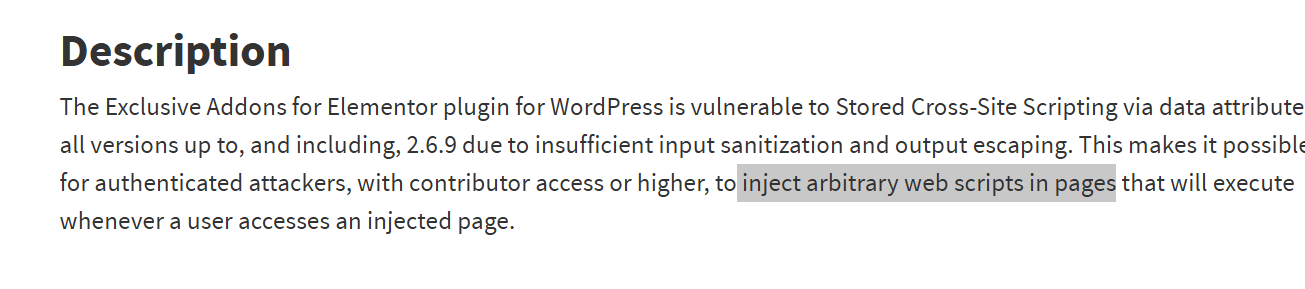 Description
The Exclusive Addons for Elementor plugin for WordPress is vulnerable to Stored Cross-Site Scripting via data attribute
all versions up to, and including, 2.6.9 due to insufficient input sanitization and output escaping. This makes it possible
for authenticated attackers, with contributor access or higher, to inject arbitrary web scripts in pages that will execute
whenever a user accesses an injected page.